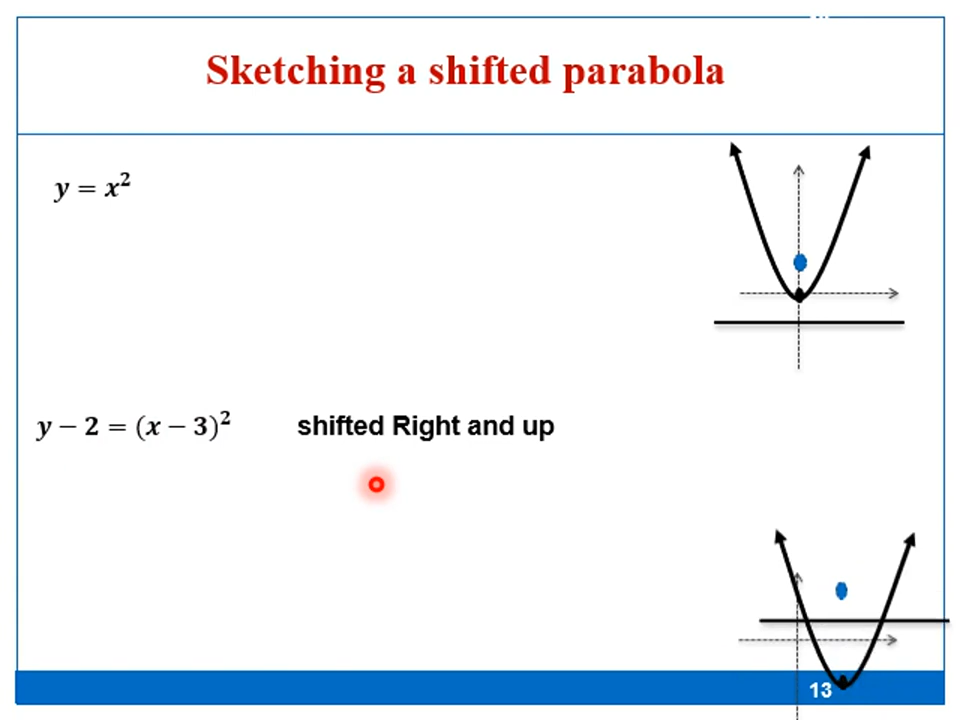 Sketching a shifted parabola
y = x²
y − 2 = (x − 3)² shifted Right and up
13